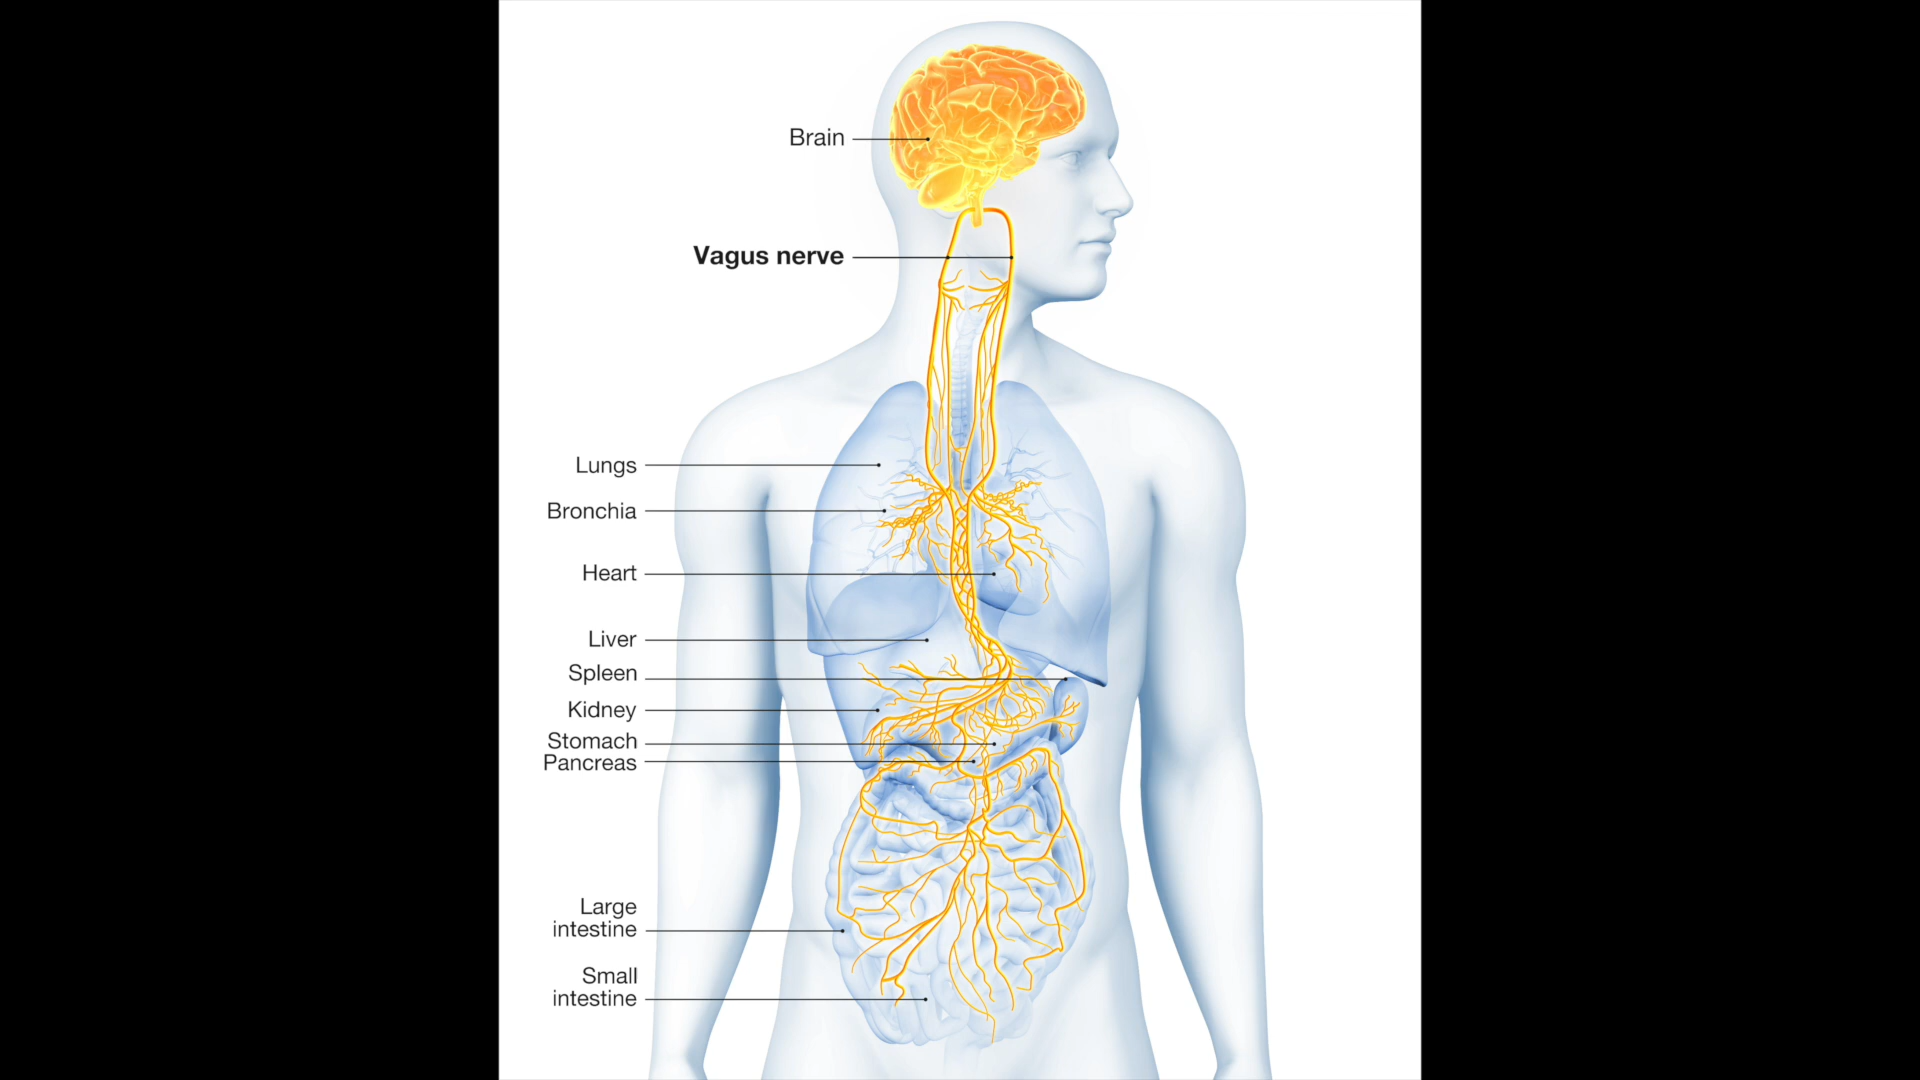 Brain
Vagus nerve
Lungs
Bronchia
Heart
Liver
Spleen
Kidney
Stomach
Pancreas
Large
intestine
Small
intestine